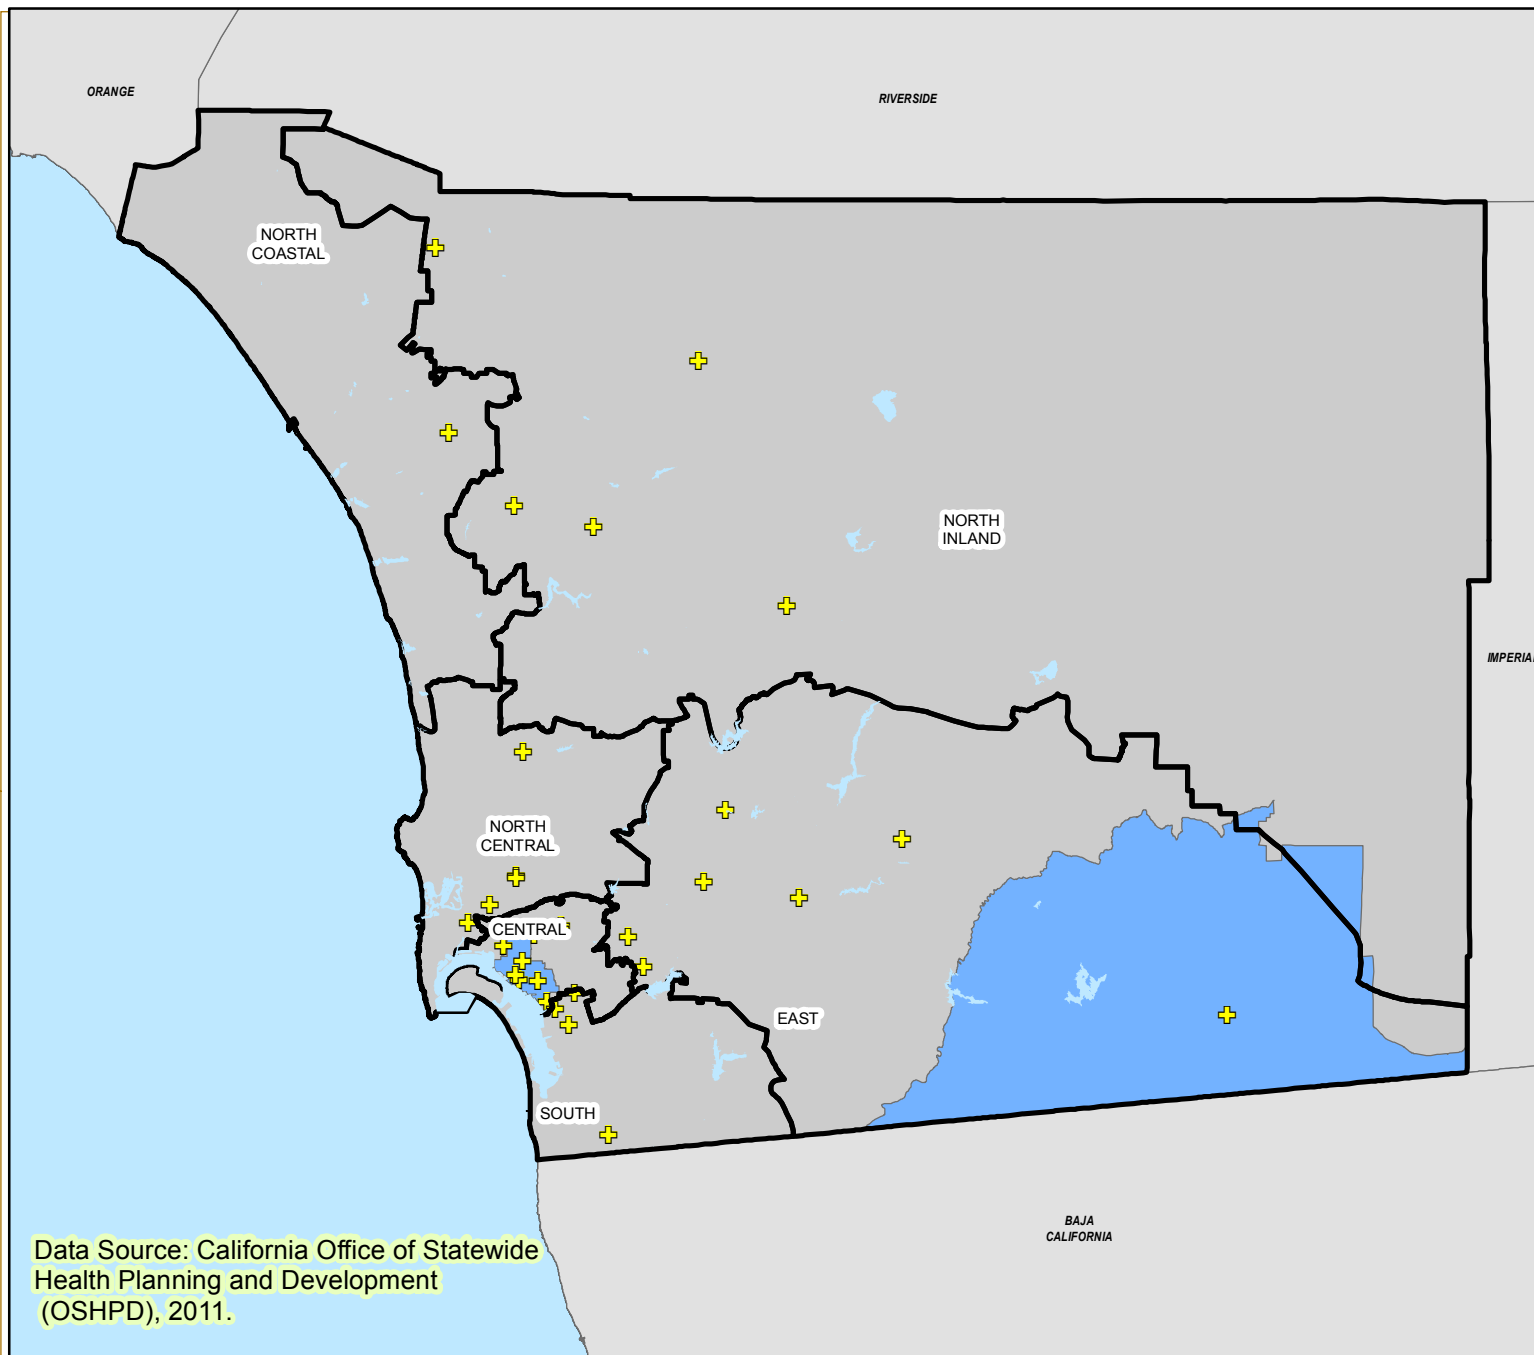 ORANGE
RIVERSIDE
NORTH
COASTAL
NORTH
INLAND
IMPERIA
NORTH
CENTRAL
CENTRAL
EAST
SOUTH
BAJA
CALIFORNIA
Data Source: California Office of Statewide
Health Planning and Development
(OSHPD), 2011.